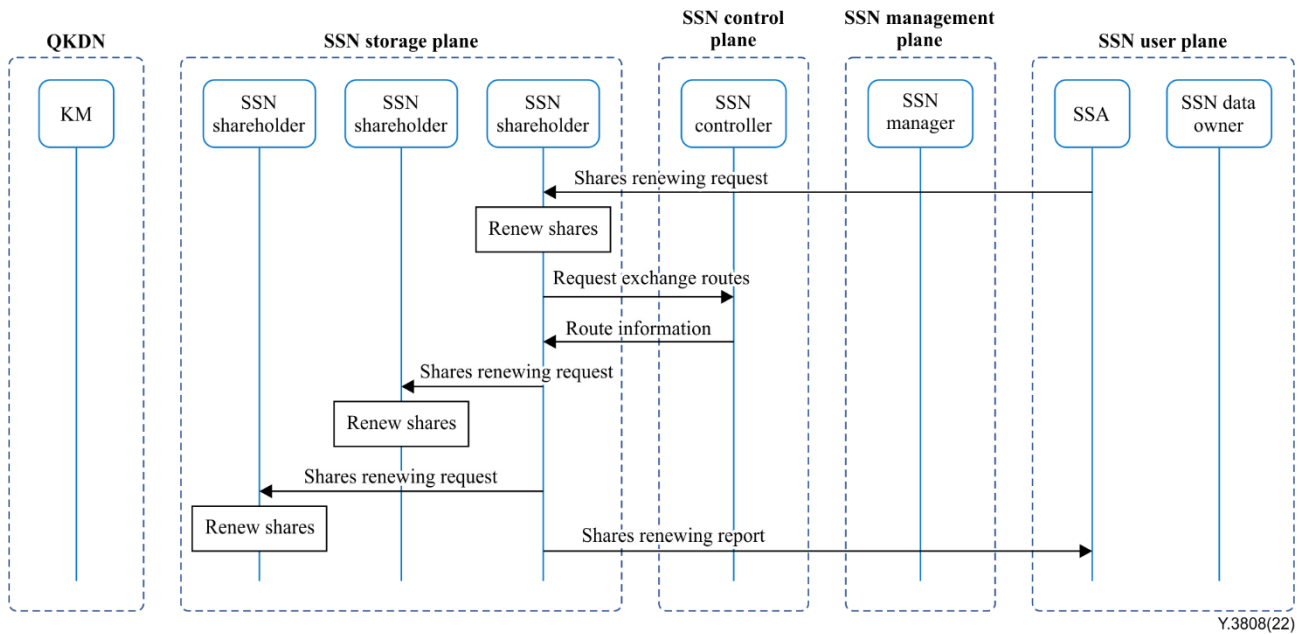 QKDN
SSN storage plane
SSN control
plane
SSN management
plane
SSN user plane
KM
SSN
shareholder
SSN
shareholder
SSN
shareholder
SSN
controller
SSN
manager
SSA
SSN data
owner
Shares renewing request
Renew shares
Request exchange routes
Route information
Shares renewing request
Renew shares
Shares renewing request
Renew shares
Shares renewing report
Y.3808(22)